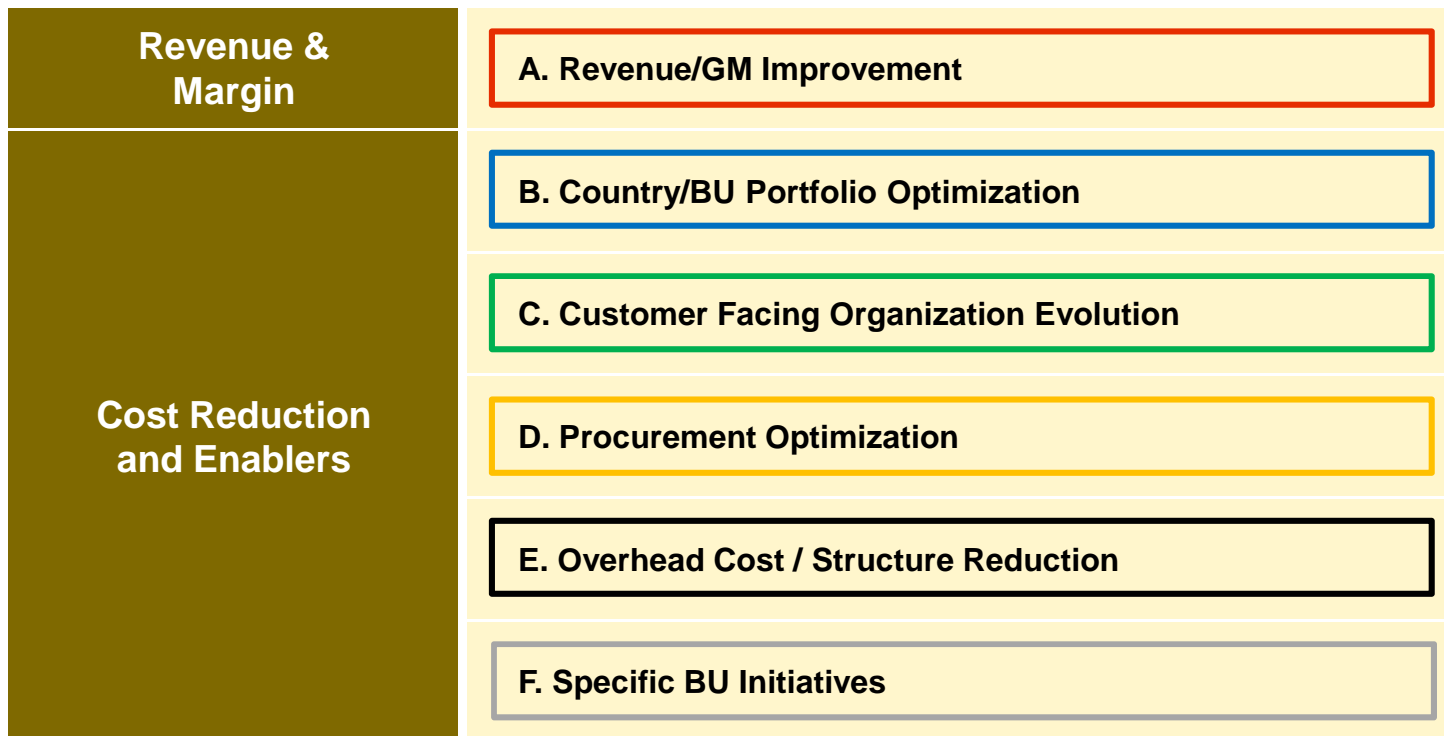 Revenue &
Margin
A. Revenue/GM Improvement
B. Country/BU Portfolio Optimization
C. Customer Facing Organization Evolution
Cost Reduction
and Enablers
D. Procurement Optimization
E. Overhead Cost / Structure Reduction
F. Specific BU Initiatives